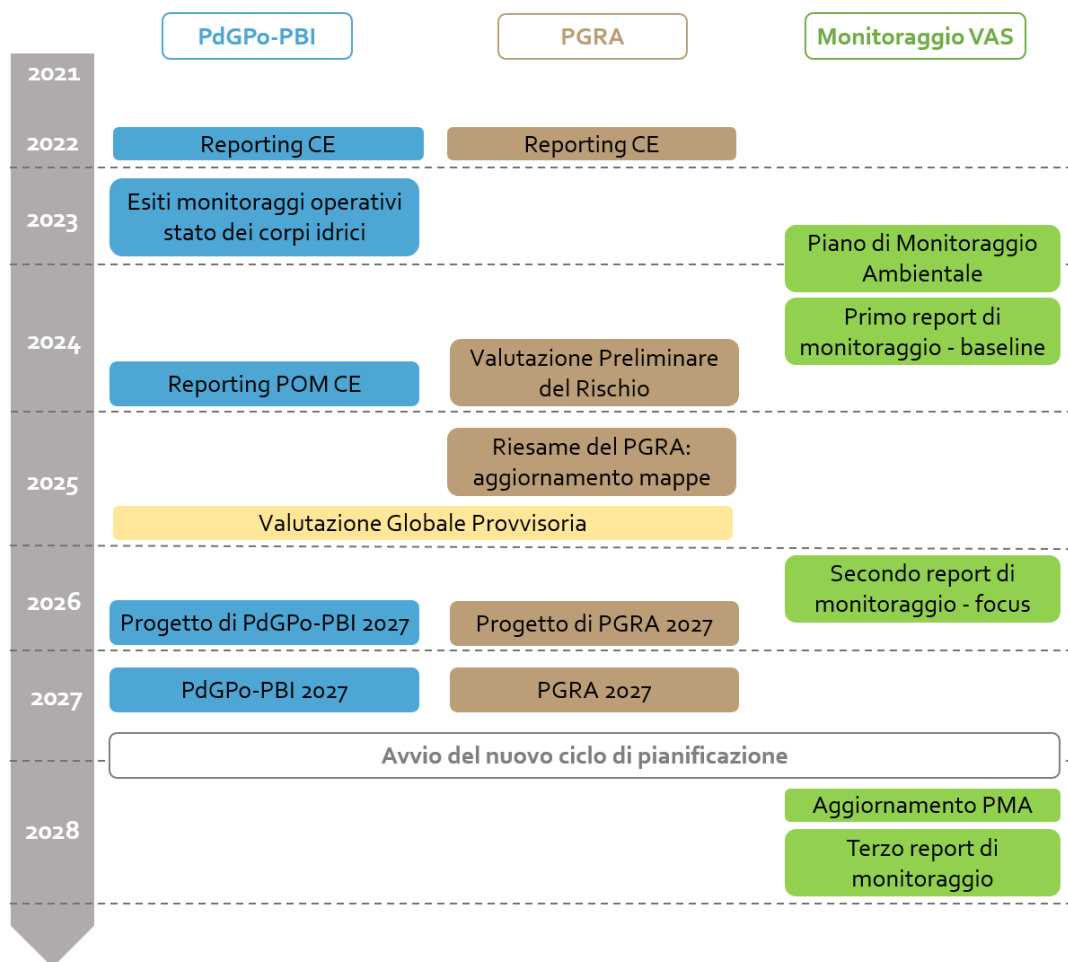 PdGPo-PBI
PGRA
Monitoraggio VAS
2021
2022
Reporting CE
Reporting CE
2023
Esiti monitoraggi operativi
stato dei corpi idrici
Piano di Monitoraggio
Ambientale
2024
Primo report di
monitoraggio - baseline
Valutazione Preliminare
del Rischio
Reporting POM CE
2025
Riesame del PGRA:
aggiornamento mappe
Valutazione Globale Provvisoria
2026
Secondo report di
monitoraggio - focus
Progetto di PdGPo-PBI 2027
Progetto di PGRA 2027
2027
PdGPo-PBI 2027
PGRA 2027
Avvio del nuovo ciclo di pianificazione
2028
Aggiornamento PMA
Terzo report di
monitoraggio